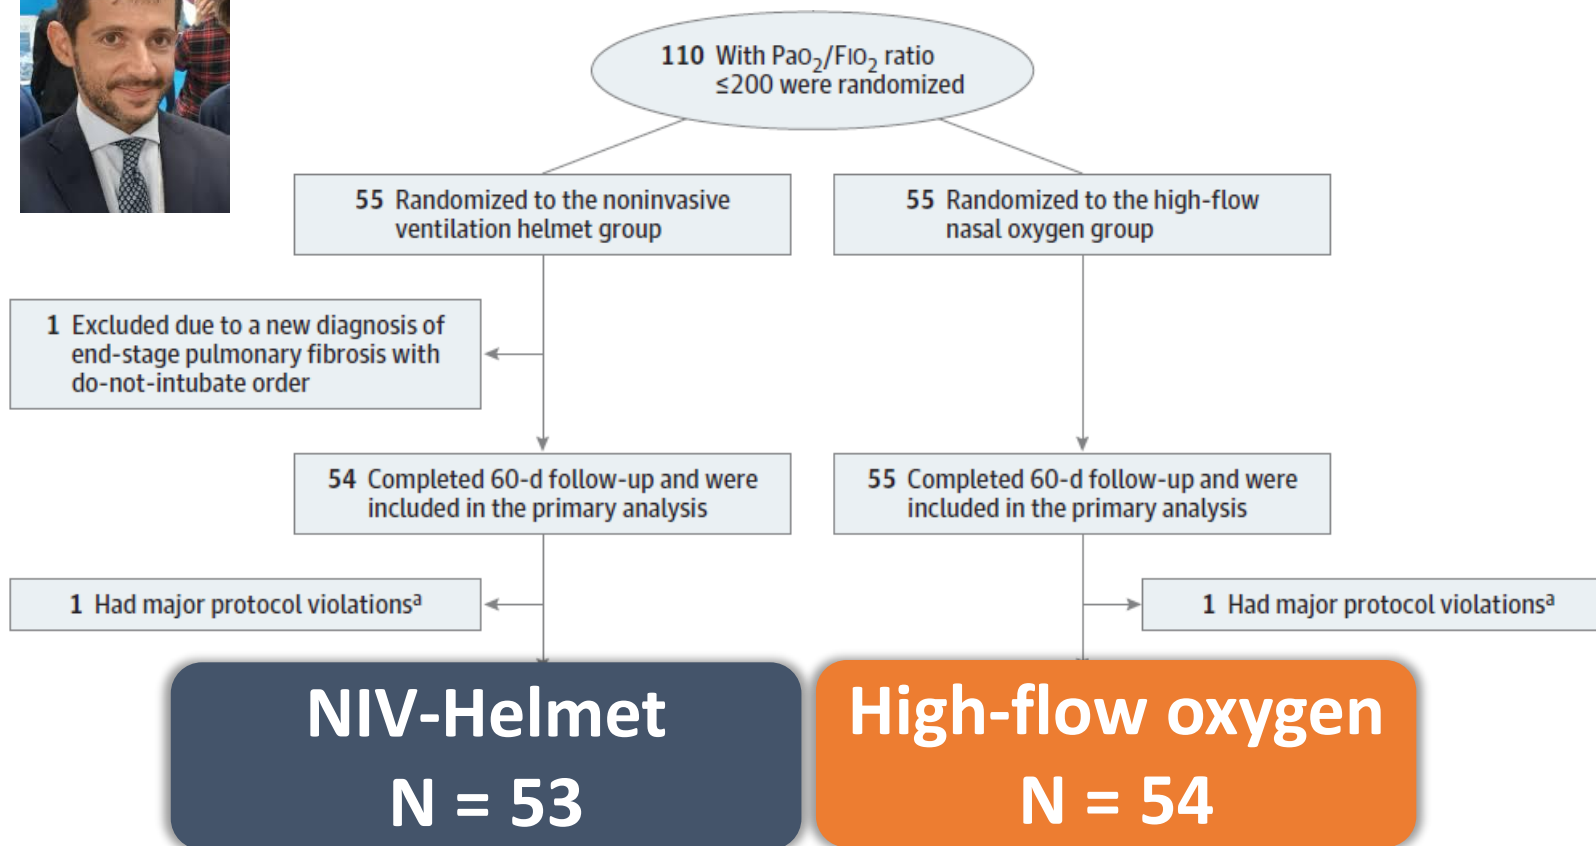 110 With PaO₂/FIO₂ ratio
≤200 were randomized
55 Randomized to the noninvasive
ventilation helmet group
55 Randomized to the high-flow
nasal oxygen group
1 Excluded due to a new diagnosis of
end-stage pulmonary fibrosis with
do-not-intubate order
54 Completed 60-d follow-up and were
included in the primary analysis
55 Completed 60-d follow-up and were
included in the primary analysis
1 Had major protocol violationsᵃ
1 Had major protocol violationsᵃ
NIV-Helmet
N = 53
High-flow oxygen
N = 54